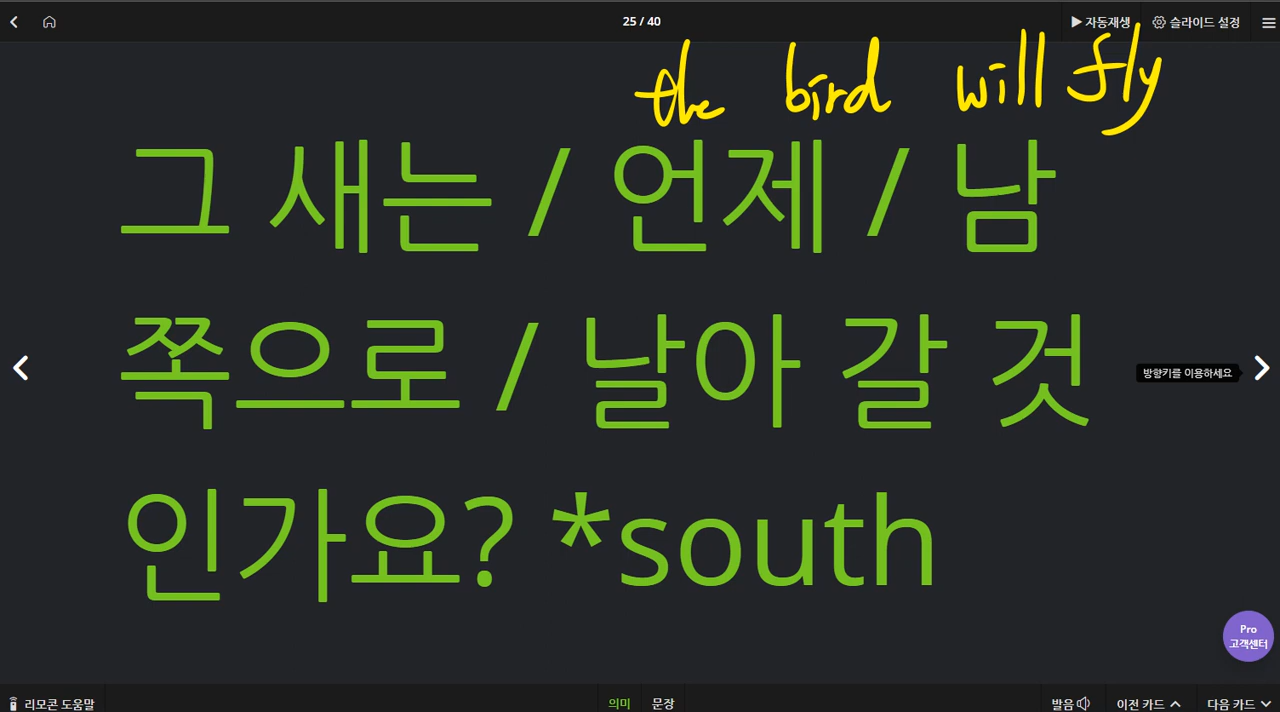 25 / 40
▶ 자동재생 슬라이드 설정
the bird will fly
그 새는 / 언제 / 남
쪽으로 / 날아 갈 것
방향키를 이용하세요
인가요? *south
Pro
고객센터
리모콘 도움말 의미 문장 발음 이전 카드 다음 카드